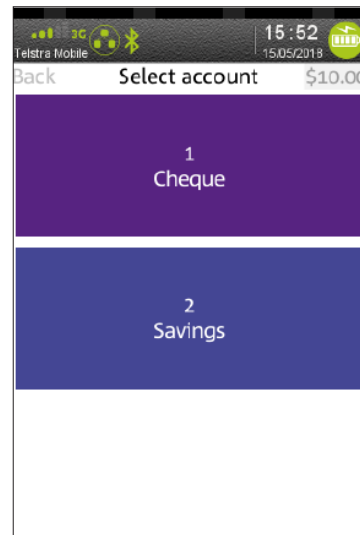 3G
15:52
Telstra Mobile
15/05/2018
Back
Select account
$10.00
1
Cheque
2
Savings